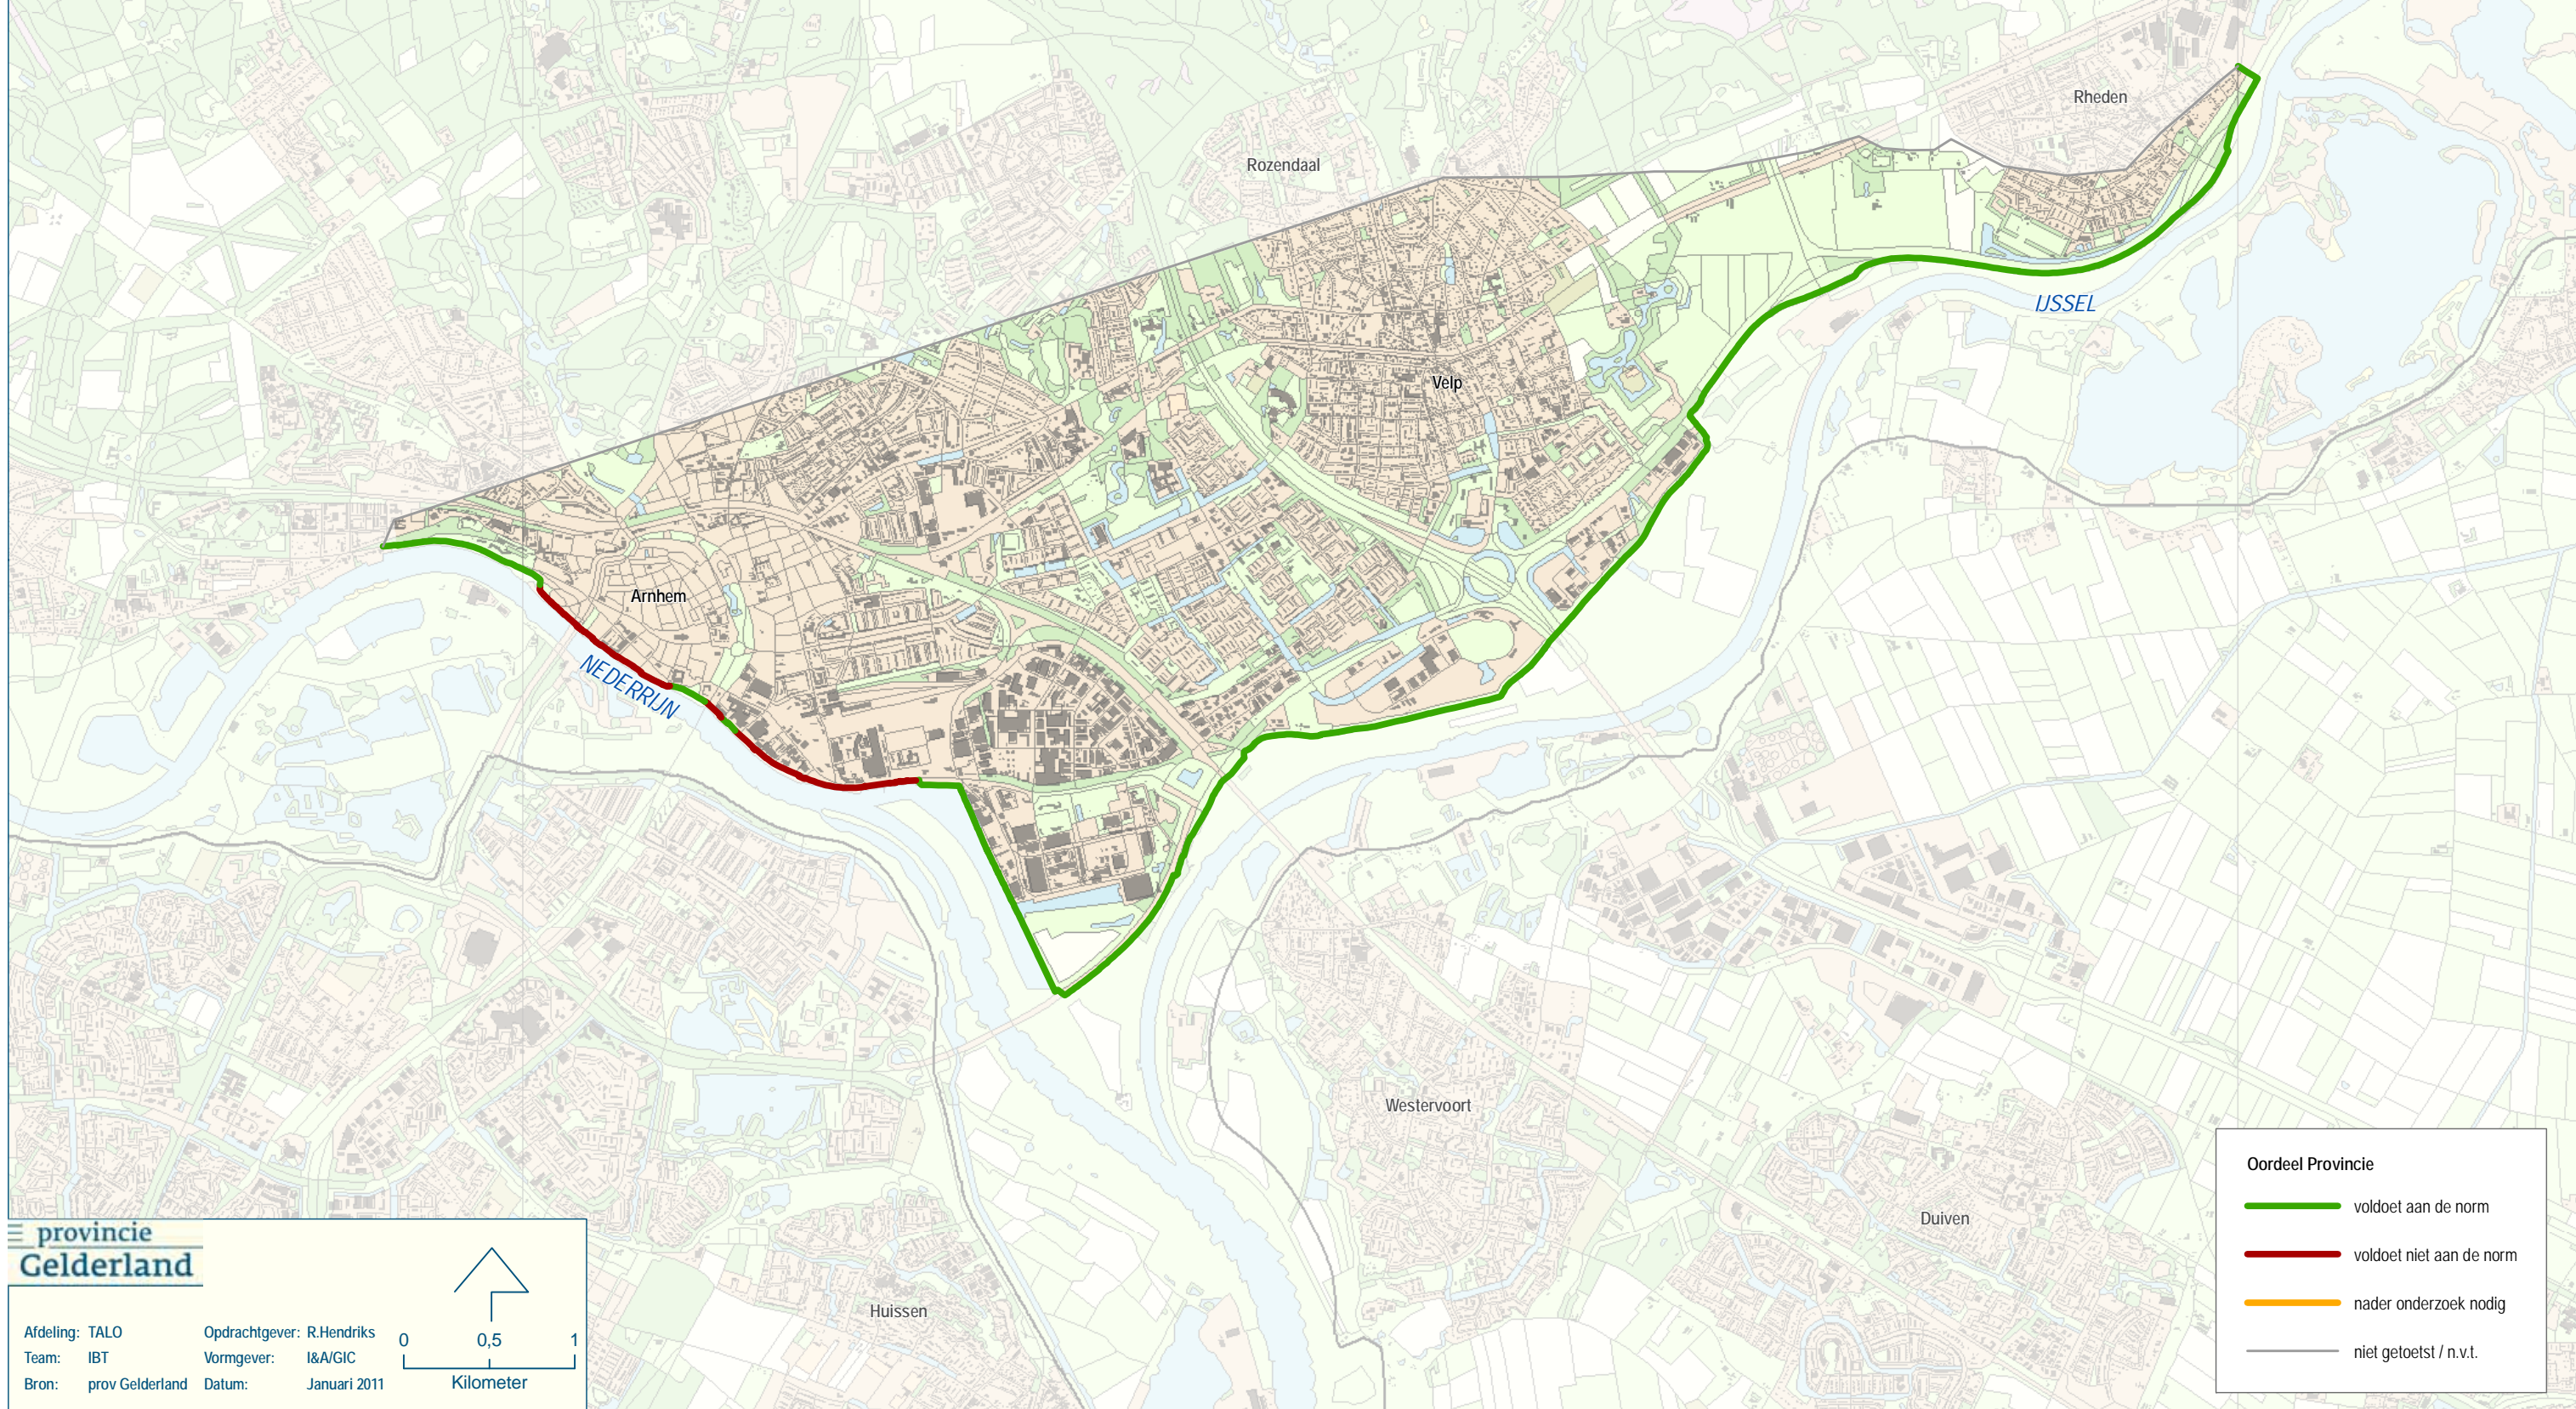 Rheden
Rozendaal
IJSSEL
Velp
Arnhem
NEDERRIJN
Westervoort
Duiven
Huissen
Oordeel Provincie
voldoet aan de norm
voldoet niet aan de norm
nader onderzoek nodig
niet getoetst / n.v.t.
provincie
Gelderland
Afdeling: TALO Opdrachtgever: R.Hendriks
Team: IBT Vormgever: I&A/GIC
Bron: prov Gelderland Datum: Januari 2011
0 0,5 1
Kilometer